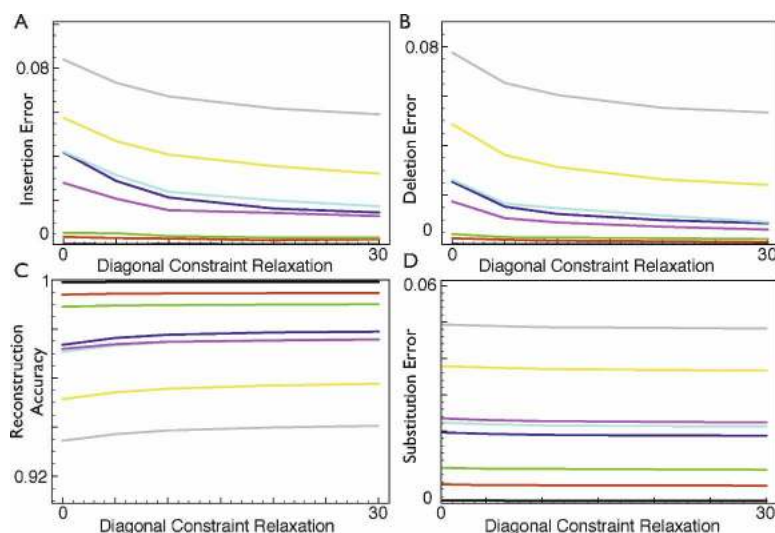 A
0.08
Insertion Error
0
0
Diagonal Constraint Relaxation
30
B
0.08
Deletion Error
0
0
Diagonal Constraint Relaxation
30
C
1
Reconstruction
Accuracy
0.92
0
Diagonal Constraint Relaxation
30
D
0.06
Substitution Error
0
0
Diagonal Constraint Relaxation
30